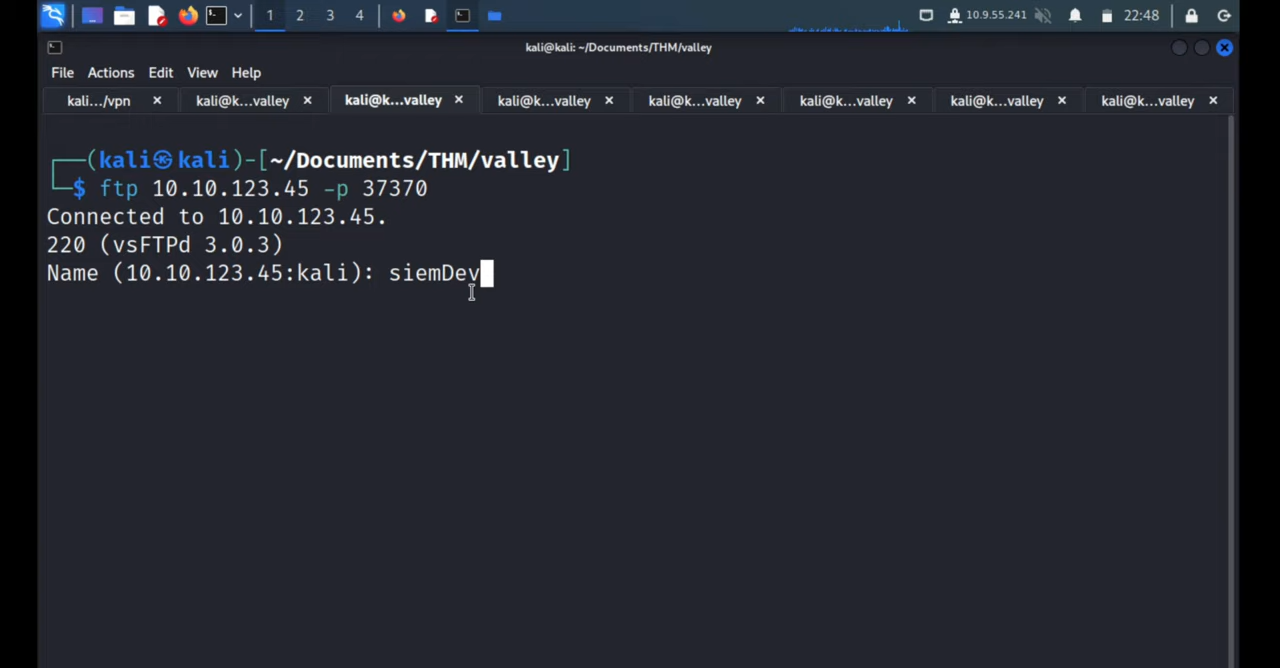 1 2 3 4 10.9.55.241 22:48
kali@kali: ~/Documents/THM/valley
File Actions Edit View Help
kali.../vpn kali@k...valley kali@k...valley kali@k...valley kali@k...valley kali@k...valley kali@k...valley kali@k...valley
┌──(kali㉿kali)-[~/Documents/THM/valley]
└─$ ftp 10.10.123.45 -p 37370
Connected to 10.10.123.45.
220 (vsFTPd 3.0.3)
Name (10.10.123.45:kali): siemDev